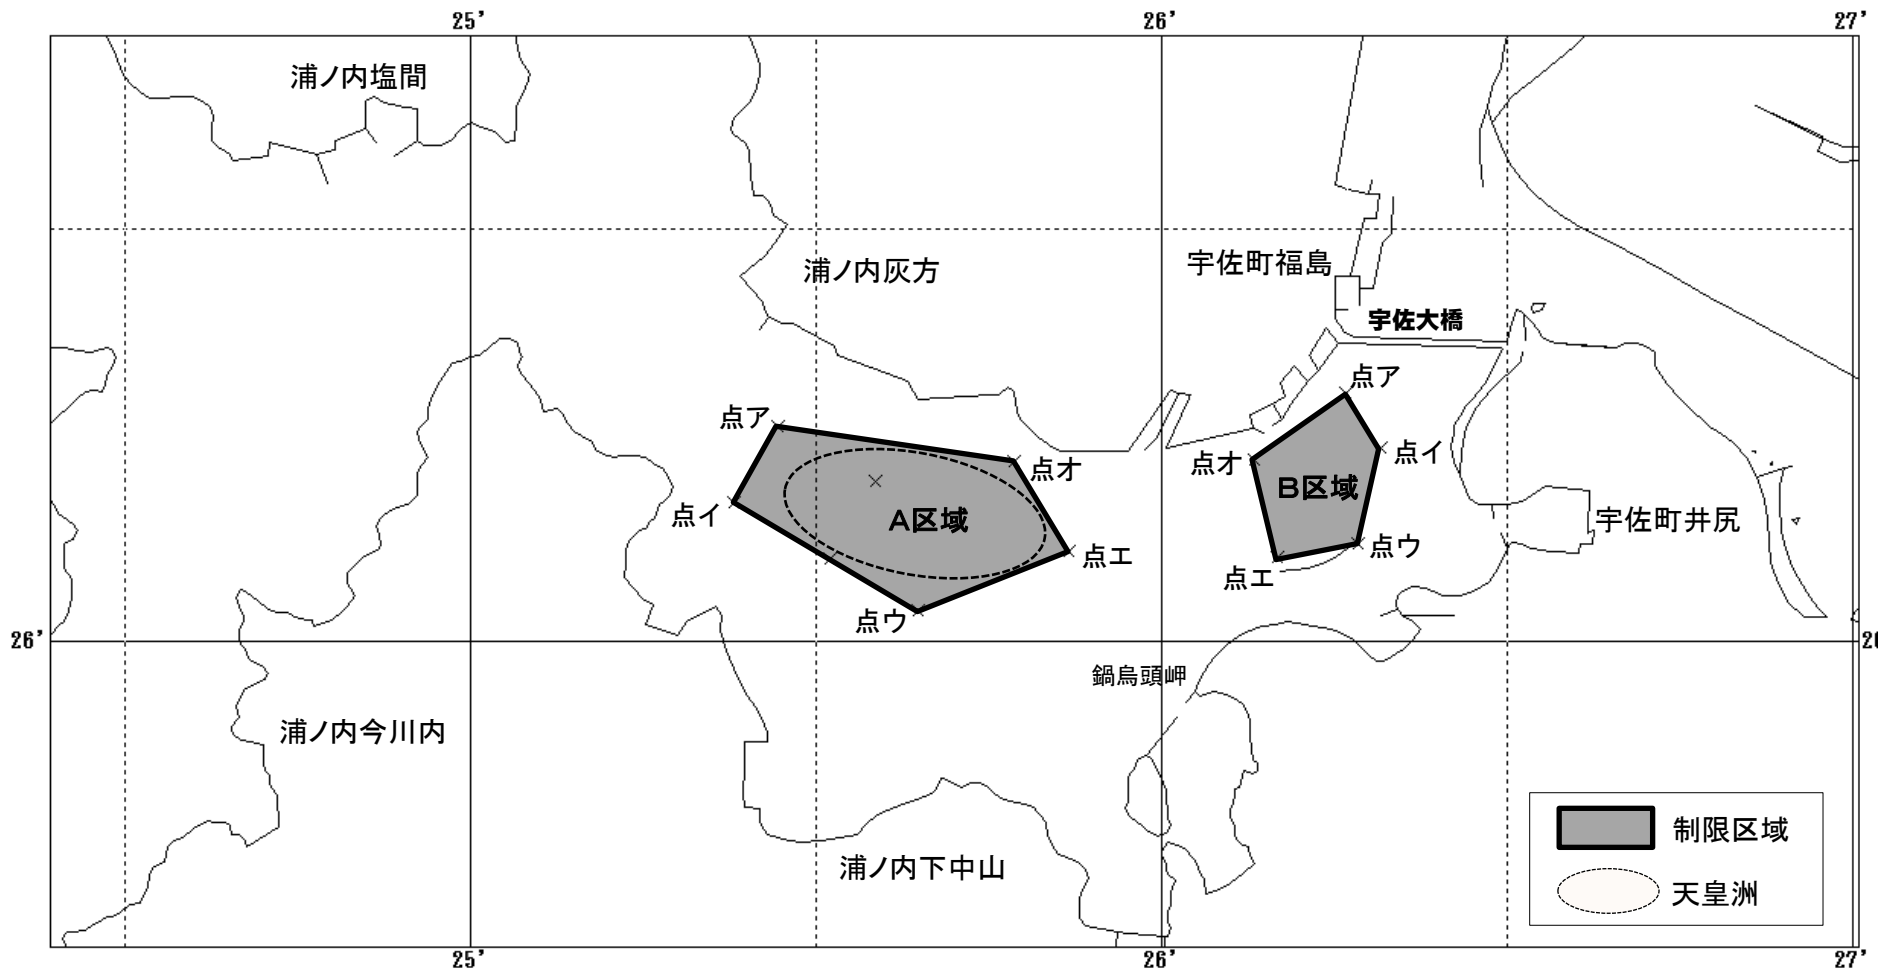 25' 26' 27'
浦ノ内塩間
浦ノ内灰方
宇佐町福島
宇佐大橋
点ア
点ア
点オ
点イ
点オ
点イ
A区域
B区域
宇佐町井尻
点エ
点ウ
点エ
点ウ
26'
鍋烏頭岬
浦ノ内今川内
浦ノ内下中山
制限区域
天皇洲
25' 26' 27'